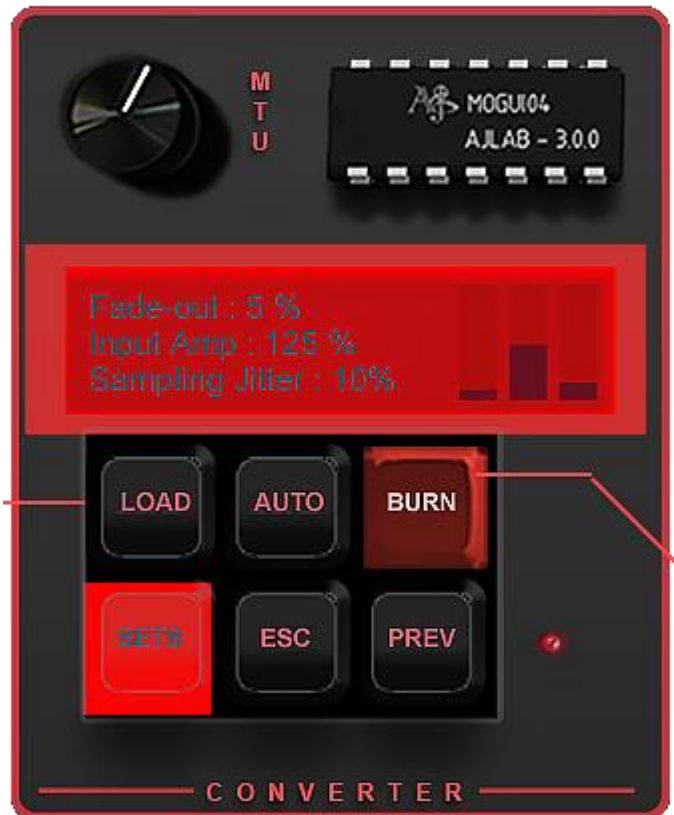 M
T
U
MOGUI04
AJLAB - 3.0.0
Fade-out : 5 %
Input Amp : 125 %
Sampling Jitter : 10%
LOAD AUTO BURN
SETS ESC PREV
CONVERTER